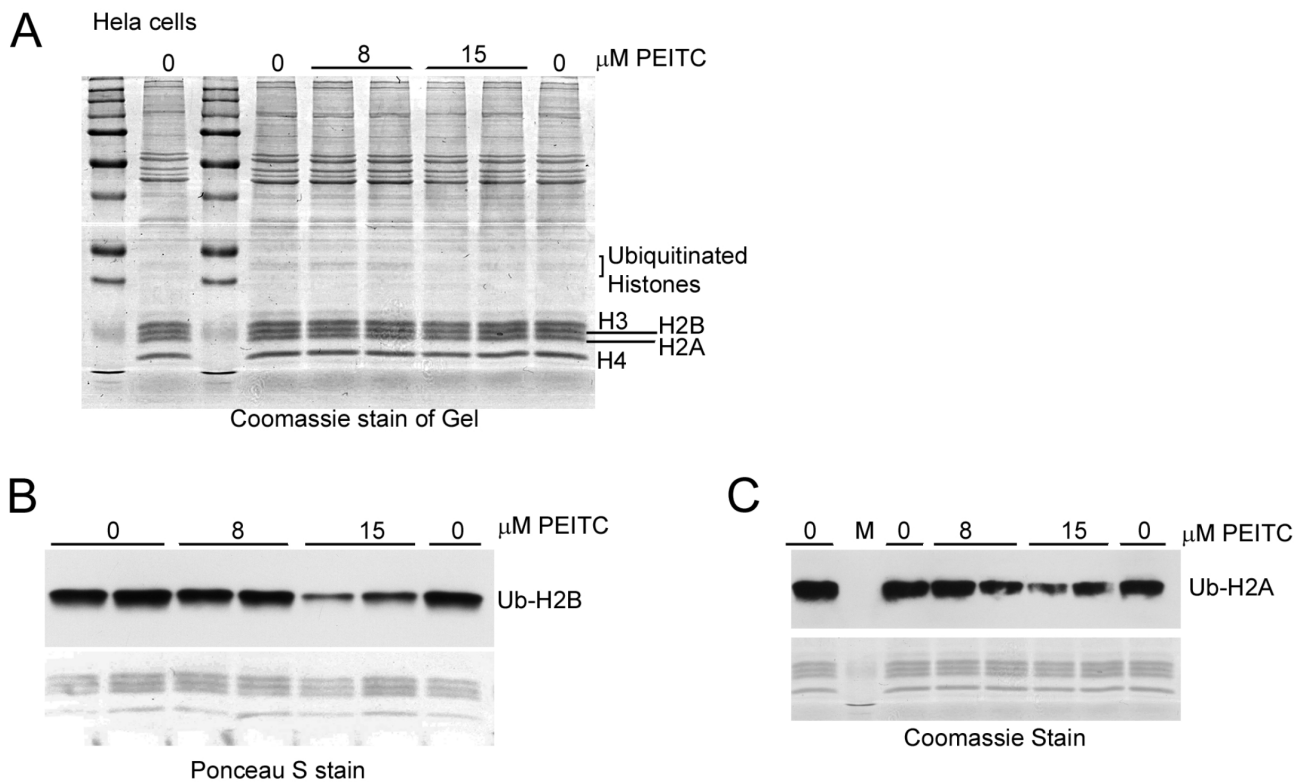 A
Hela cells
0 0 8 15 0 μM PEITC
Ubiquitinated
Histones
H3
H2B
H2A
H4
Coomassie stain of Gel
B
0 8 15 0 μM PEITC
Ub-H2B
Ponceau S stain
C
0 M 0 8 15 0 μM PEITC
Ub-H2A
Coomassie Stain